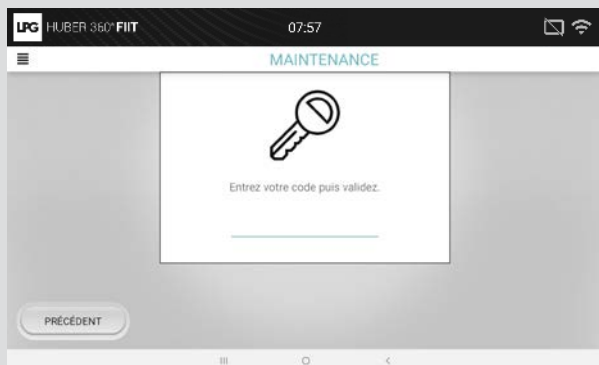 LPG HUBER 360° FIIT 07:57
MAINTENANCE
Entrez votre code puis validez.
PRÉCÉDENT